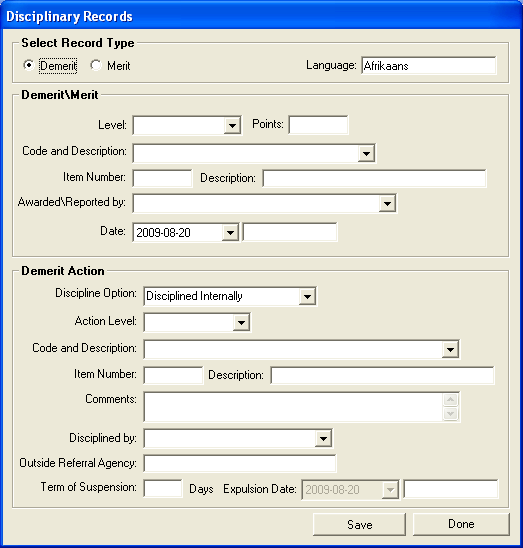 Disciplinary Records
Select Record Type
Demerit Merit Language: Afrikaans
Demerit\Merit
Level: Points:
Code and Description:
Item Number: Description:
Awarded\Reported by:
Date: 2009-08-20
Demerit Action
Discipline Option: Disciplined Internally
Action Level:
Code and Description:
Item Number: Description:
Comments:
Disciplined by:
Outside Referral Agency:
Term of Suspension: Days Expulsion Date: 2009-08-20
Save Done